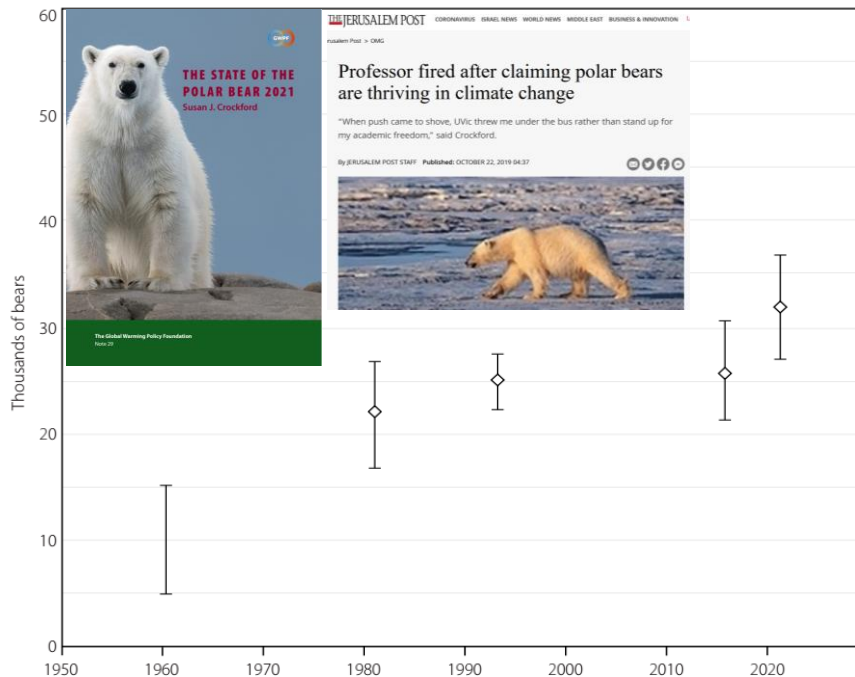 60
50
40
30
20
10
0
Thousands of bears
1950 1960 1970 1980 1990 2000 2010 2020
GWPF
THE STATE OF THE
POLAR BEAR 2021
Susan J. Crockford
The Global Warming Policy Foundation
Note 29
THE JERUSALEM POST CORONAVIRUS ISRAEL NEWS WORLD NEWS MIDDLE EAST BUSINESS & INNOVATION
rusalem Post > OMG
Professor fired after claiming polar bears
are thriving in climate change
"When push came to shove, UVic threw me under the bus rather than stand up for
my academic freedom," said Crockford.
By JERUSALEM POST STAFF Published: OCTOBER 22, 2019 04:37